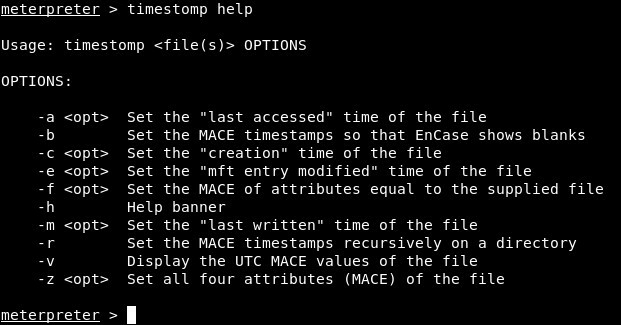 meterpreter > timestomp help
Usage: timestomp <file(s)> OPTIONS
OPTIONS:
-a <opt> Set the "last accessed" time of the file
-b Set the MACE timestamps so that EnCase shows blanks
-c <opt> Set the "creation" time of the file
-e <opt> Set the "mft entry modified" time of the file
-f <opt> Set the MACE of attributes equal to the supplied file
-h Help banner
-m <opt> Set the "last written" time of the file
-r Set the MACE timestamps recursively on a directory
-v Display the UTC MACE values of the file
-z <opt> Set all four attributes (MACE) of the file
meterpreter >